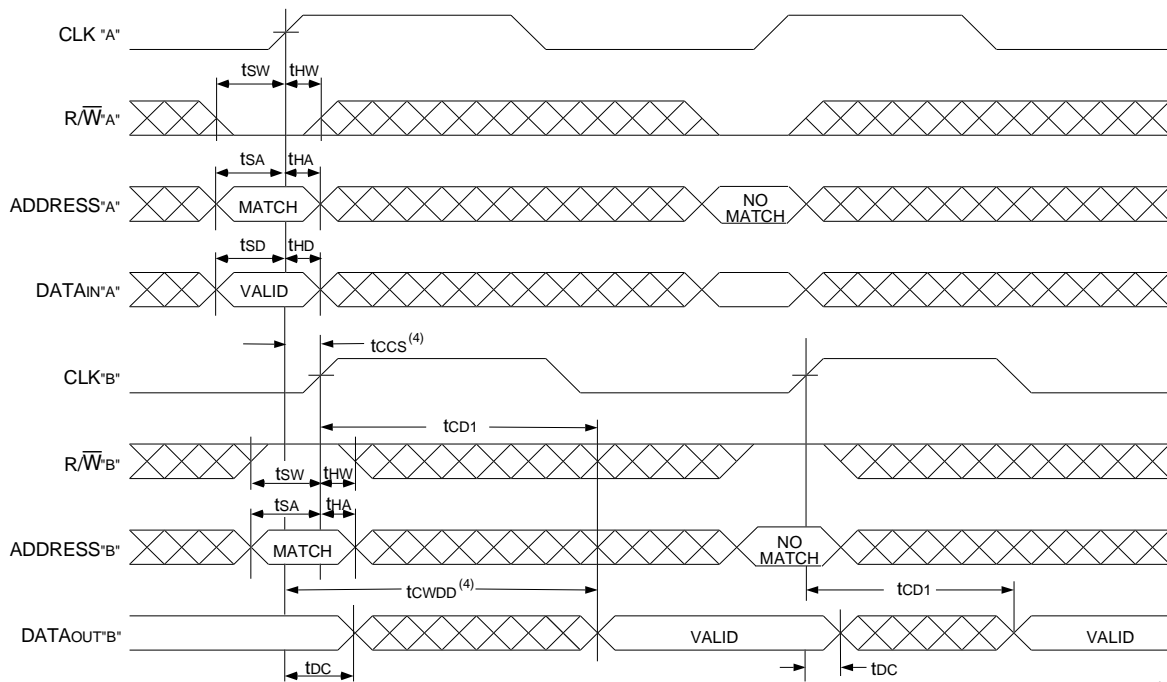 CLK "A"
tSW tHW
R/W̅"A"
tSA tHA
ADDRESS"A" MATCH NO MATCH
tSD tHD
DATAIN"A" VALID
tCCS(4)
CLK"B"
tCD1
R/W̅"B"
tSW tHW
tSA tHA
ADDRESS"B" MATCH NO MATCH
tCWDD(4) tCD1
DATAOUT"B" VALID VALID
tDC tDC